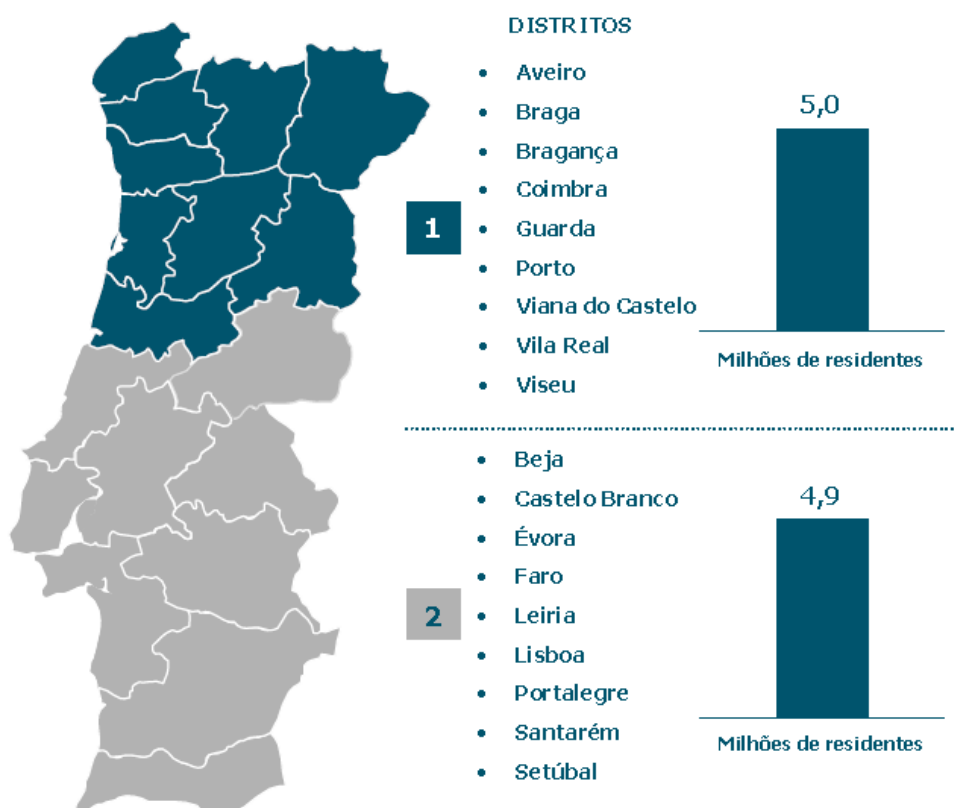 DISTRITOS
• Aveiro
• Braga
• Bragança
• Coimbra
• Guarda
• Porto
• Viana do Castelo
• Vila Real
• Viseu
1
5,0
Milhões de residentes
• Beja
• Castelo Branco
• Évora
• Faro
• Leiria
• Lisboa
• Portalegre
• Santarém
• Setúbal
2
4,9
Milhões de residentes